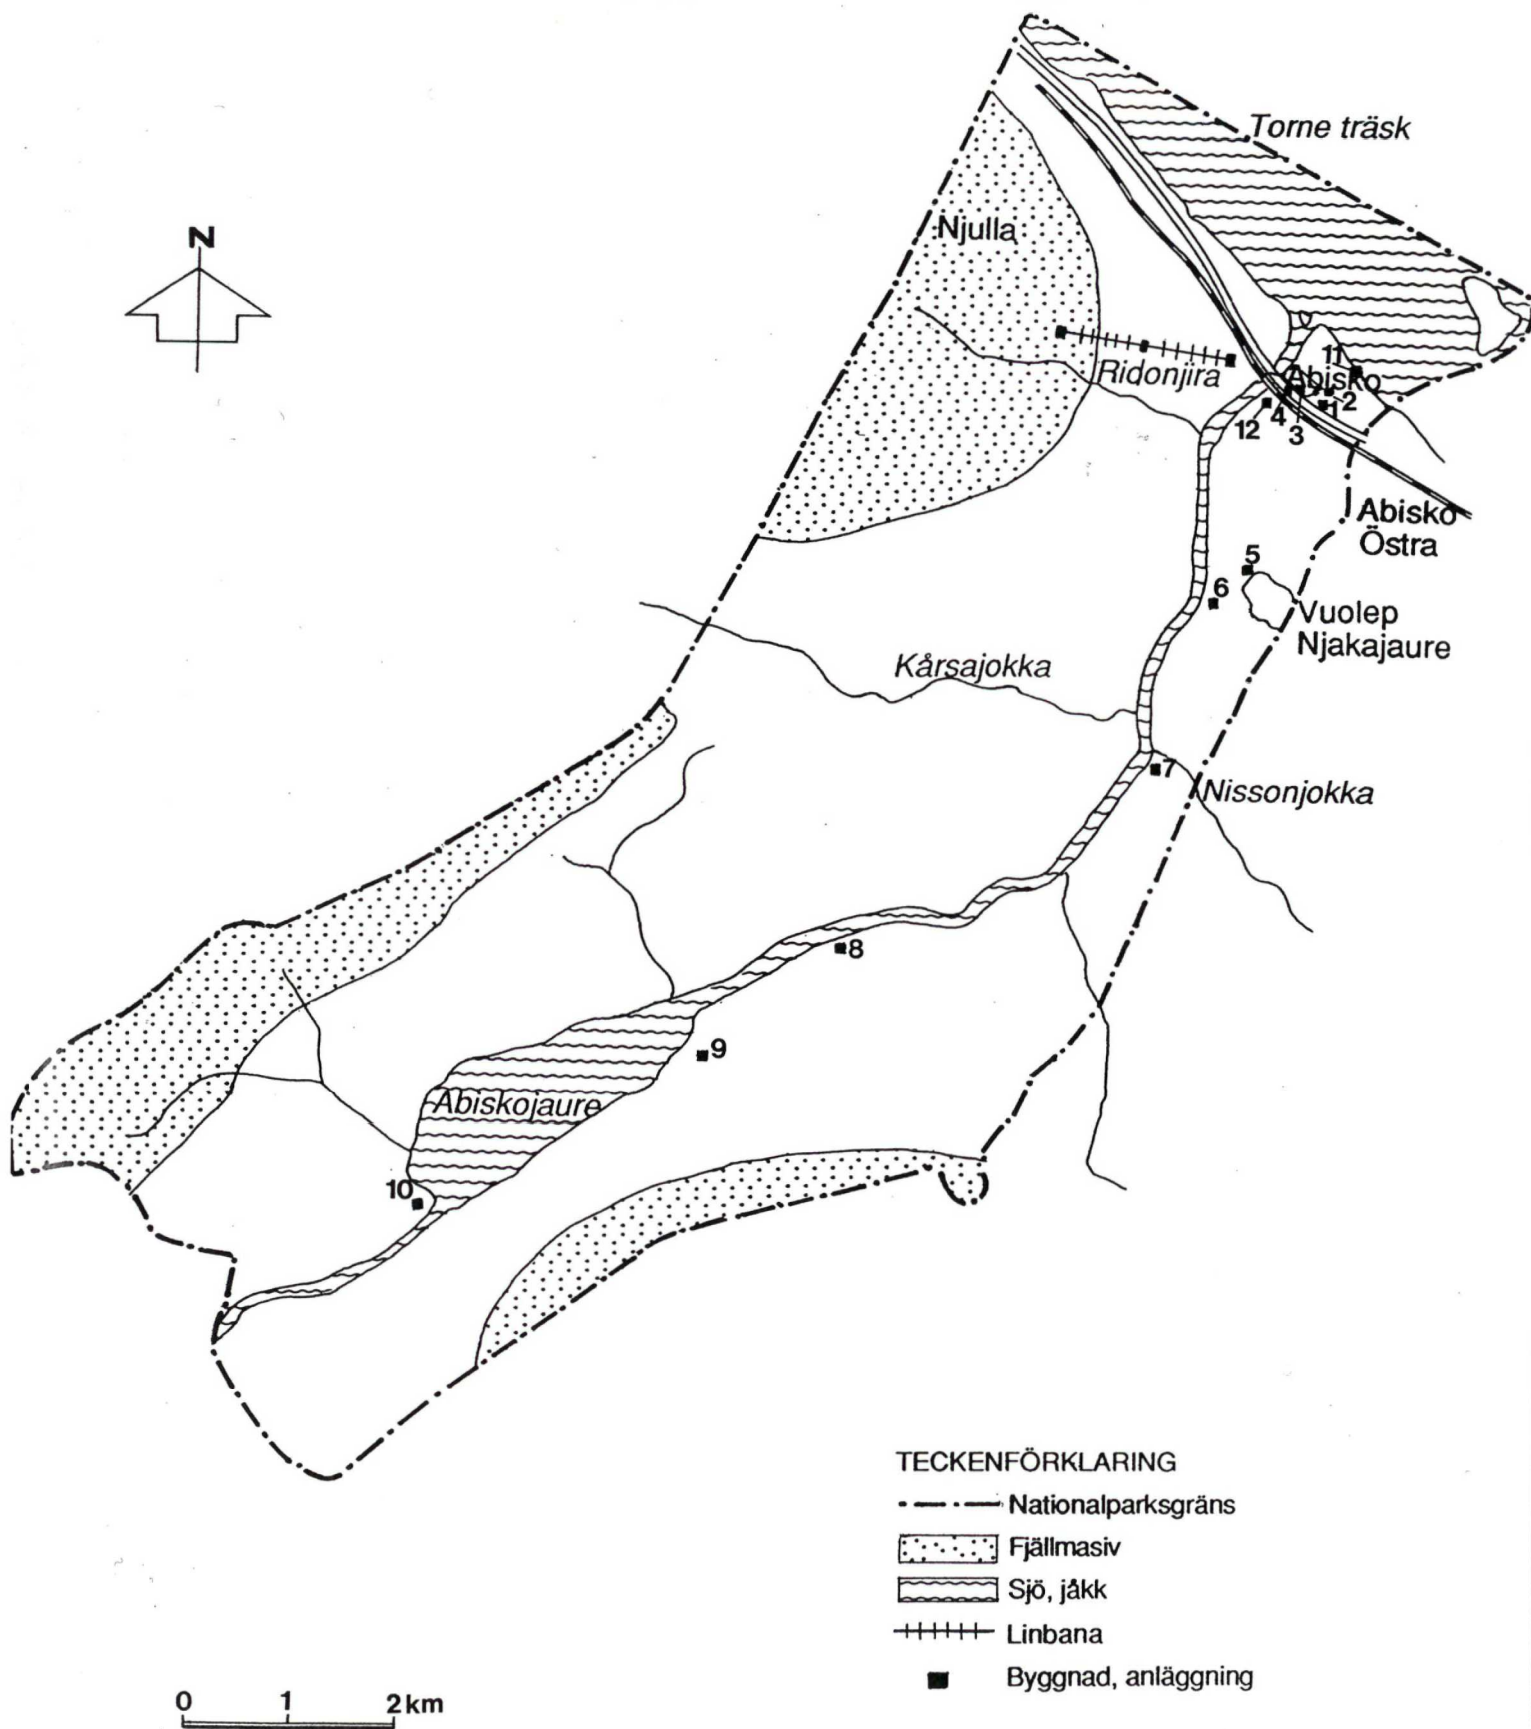 Torne träsk
N
Njulla
Ridonjira
11
Abisko
2
1
12
4
3
Abisko
Östra
5
6
Vuolep
Njakajaure
Kårsajokka
7
Nissonjokka
8
9
Abiskojaure
10
TECKENFÖRKLARING
Nationalparksgräns
Fjällmasiv
Sjö, jåkk
Linbana
Byggnad, anläggning
0 1 2 km